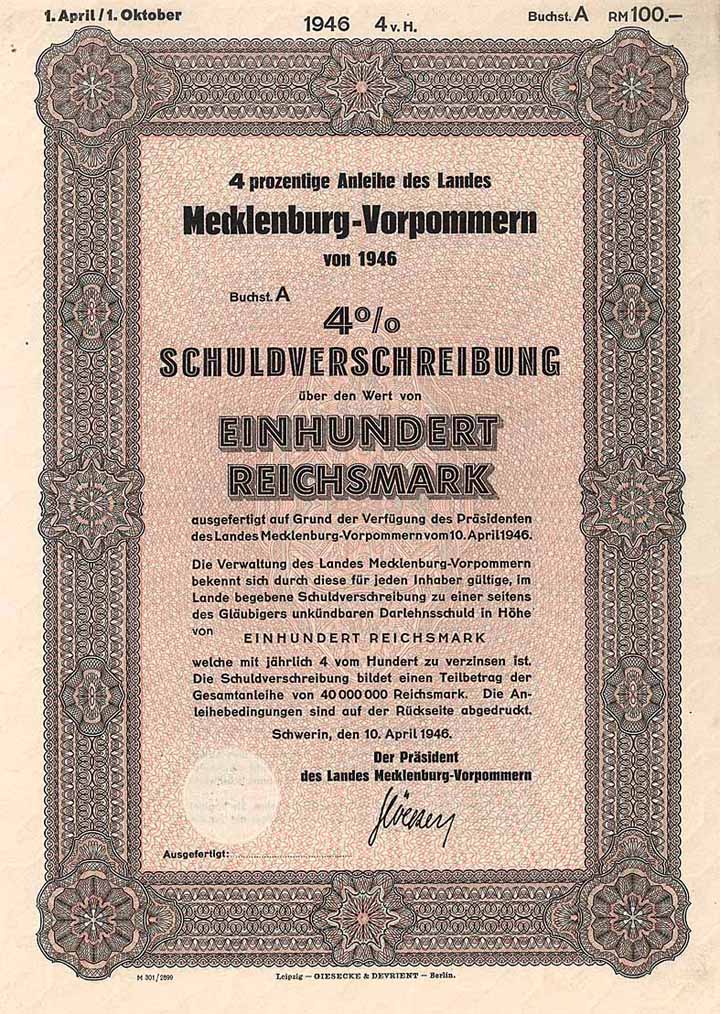 1. April / 1. Oktober
1946 4 v. H.
Buchst. A RM 100.—
4 prozentige Anleihe des Landes
Mecklenburg-Vorpommern
von 1946
Buchst. A
4%
SCHULDVERSCHREIBUNG
über den Wert von
EINHUNDERT
REICHSMARK
ausgefertigt auf Grund der Verfügung des Präsidenten
des Landes Mecklenburg-Vorpommern vom 10. April 1946.
Die Verwaltung des Landes Mecklenburg-Vorpommern
bekennt sich durch diese für jeden Inhaber gültige, im
Lande begebene Schuldverschreibung zu einer seitens
des Gläubigers unkündbaren Darlehnsschuld in Höhe
von EINHUNDERT REICHSMARK
welche mit jährlich 4 vom Hundert zu verzinsen ist.
Die Schuldverschreibung bildet einen Teilbetrag der
Gesamtanleihe von 40 000 000 Reichsmark. Die An-
leihebedingungen sind auf der Rückseite abgedruckt.
Schwerin, den 10. April 1946.
Der Präsident
des Landes Mecklenburg-Vorpommern
Ausgefertigt:
M 301/2899
Leipzig — GIESECKE & DEVRIENT — Berlin.